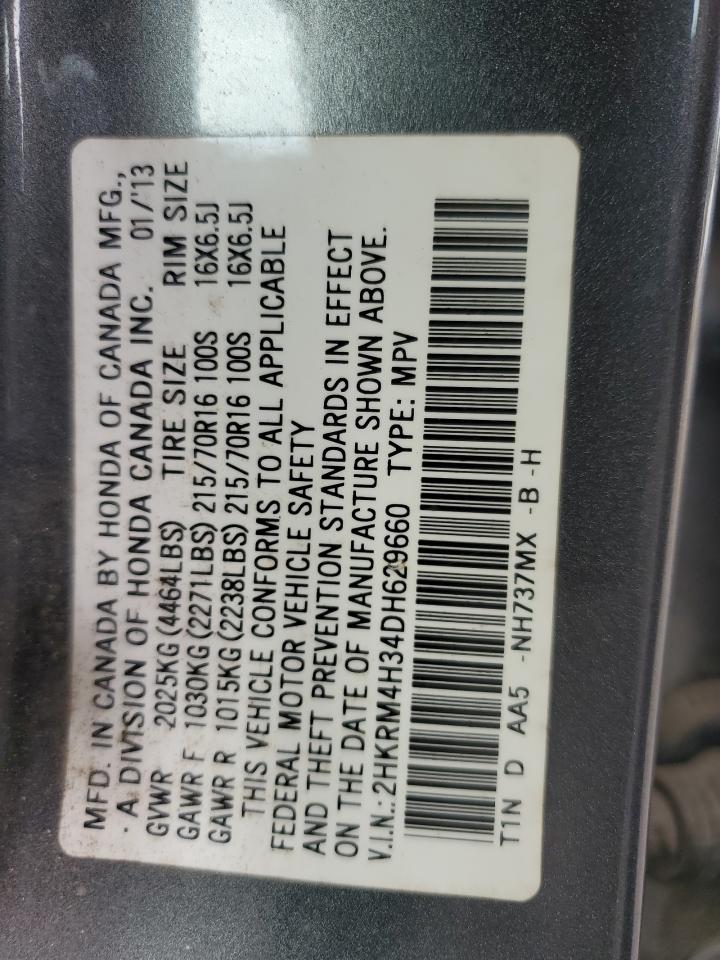 MFD. IN CANADA BY HONDA OF CANADA MFG.,
. A DIVISION OF HONDA CANADA INC. 01/'13
GVWR 2025KG(4464LBS) TIRE SIZE RIM SIZE
GAWR F 1030KG(2271LBS) 215/70R16 100S 16X6.5J
GAWR R 1015KG(2238LBS) 215/70R16 100S 16X6.5J
THIS VEHICLE CONFORMS TO ALL APPLICABLE
FEDERAL MOTOR VEHICLE SAFETY
AND THEFT PREVENTION STANDARDS IN EFFECT
ON THE DATE OF MANUFACTURE SHOWN ABOVE.
V.I.N.:2HKRM4H34DH629660 TYPE: MPV
T1N D AA5 -NH737MX -B -H